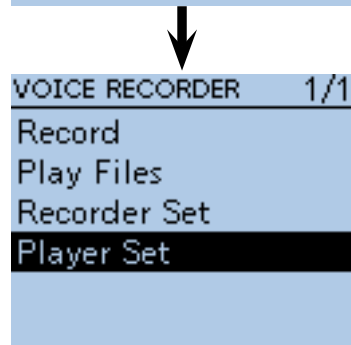 VOICE RECORDER 1/1
Record
Play Files
Recorder Set
Player Set